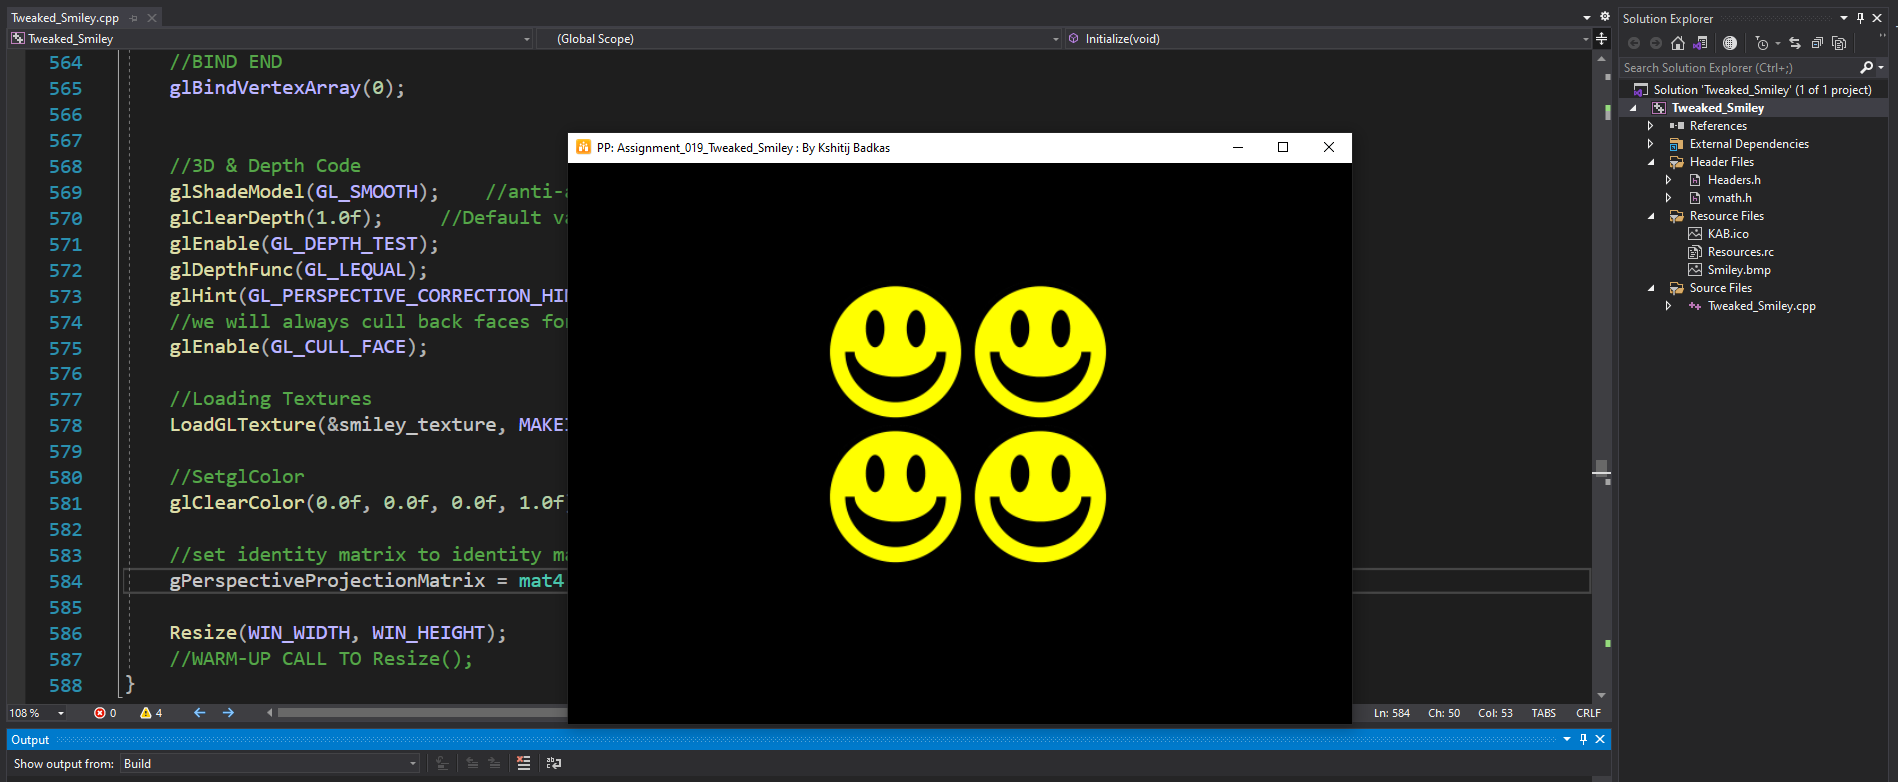 Tweaked_Smiley.cpp
Tweaked_Smiley
(Global Scope)
Initialize(void)
564 //BIND END
565 glBindVertexArray(0);
566
567
568 //3D & Depth Code
569 glShadeModel(GL_SMOOTH); //anti-a
570 glClearDepth(1.0f); //Default va
571 glEnable(GL_DEPTH_TEST);
572 glDepthFunc(GL_LEQUAL);
573 glHint(GL_PERSPECTIVE_CORRECTION_HI
574 //we will always cull back faces for
575 glEnable(GL_CULL_FACE);
576
577 //Loading Textures
578 LoadGLTexture(&smiley_texture, MAKEI
579
580 //SetglColor
581 glClearColor(0.0f, 0.0f, 0.0f, 1.0f
582
583 //set identity matrix to identity ma
584 gPerspectiveProjectionMatrix = mat4
585
586 Resize(WIN_WIDTH, WIN_HEIGHT);
587 //WARM-UP CALL TO Resize();
588 }
PP: Assignment_019_Tweaked_Smiley : By Kshitij Badkas
108 %
0
4
Ln: 584 Ch: 50 Col: 53 TABS CRLF
Output
Show output from: Build
Solution Explorer
Search Solution Explorer (Ctrl+;)
Solution 'Tweaked_Smiley' (1 of 1 project)
Tweaked_Smiley
References
External Dependencies
Header Files
Headers.h
vmath.h
Resource Files
KAB.ico
Resources.rc
Smiley.bmp
Source Files
Tweaked_Smiley.cpp